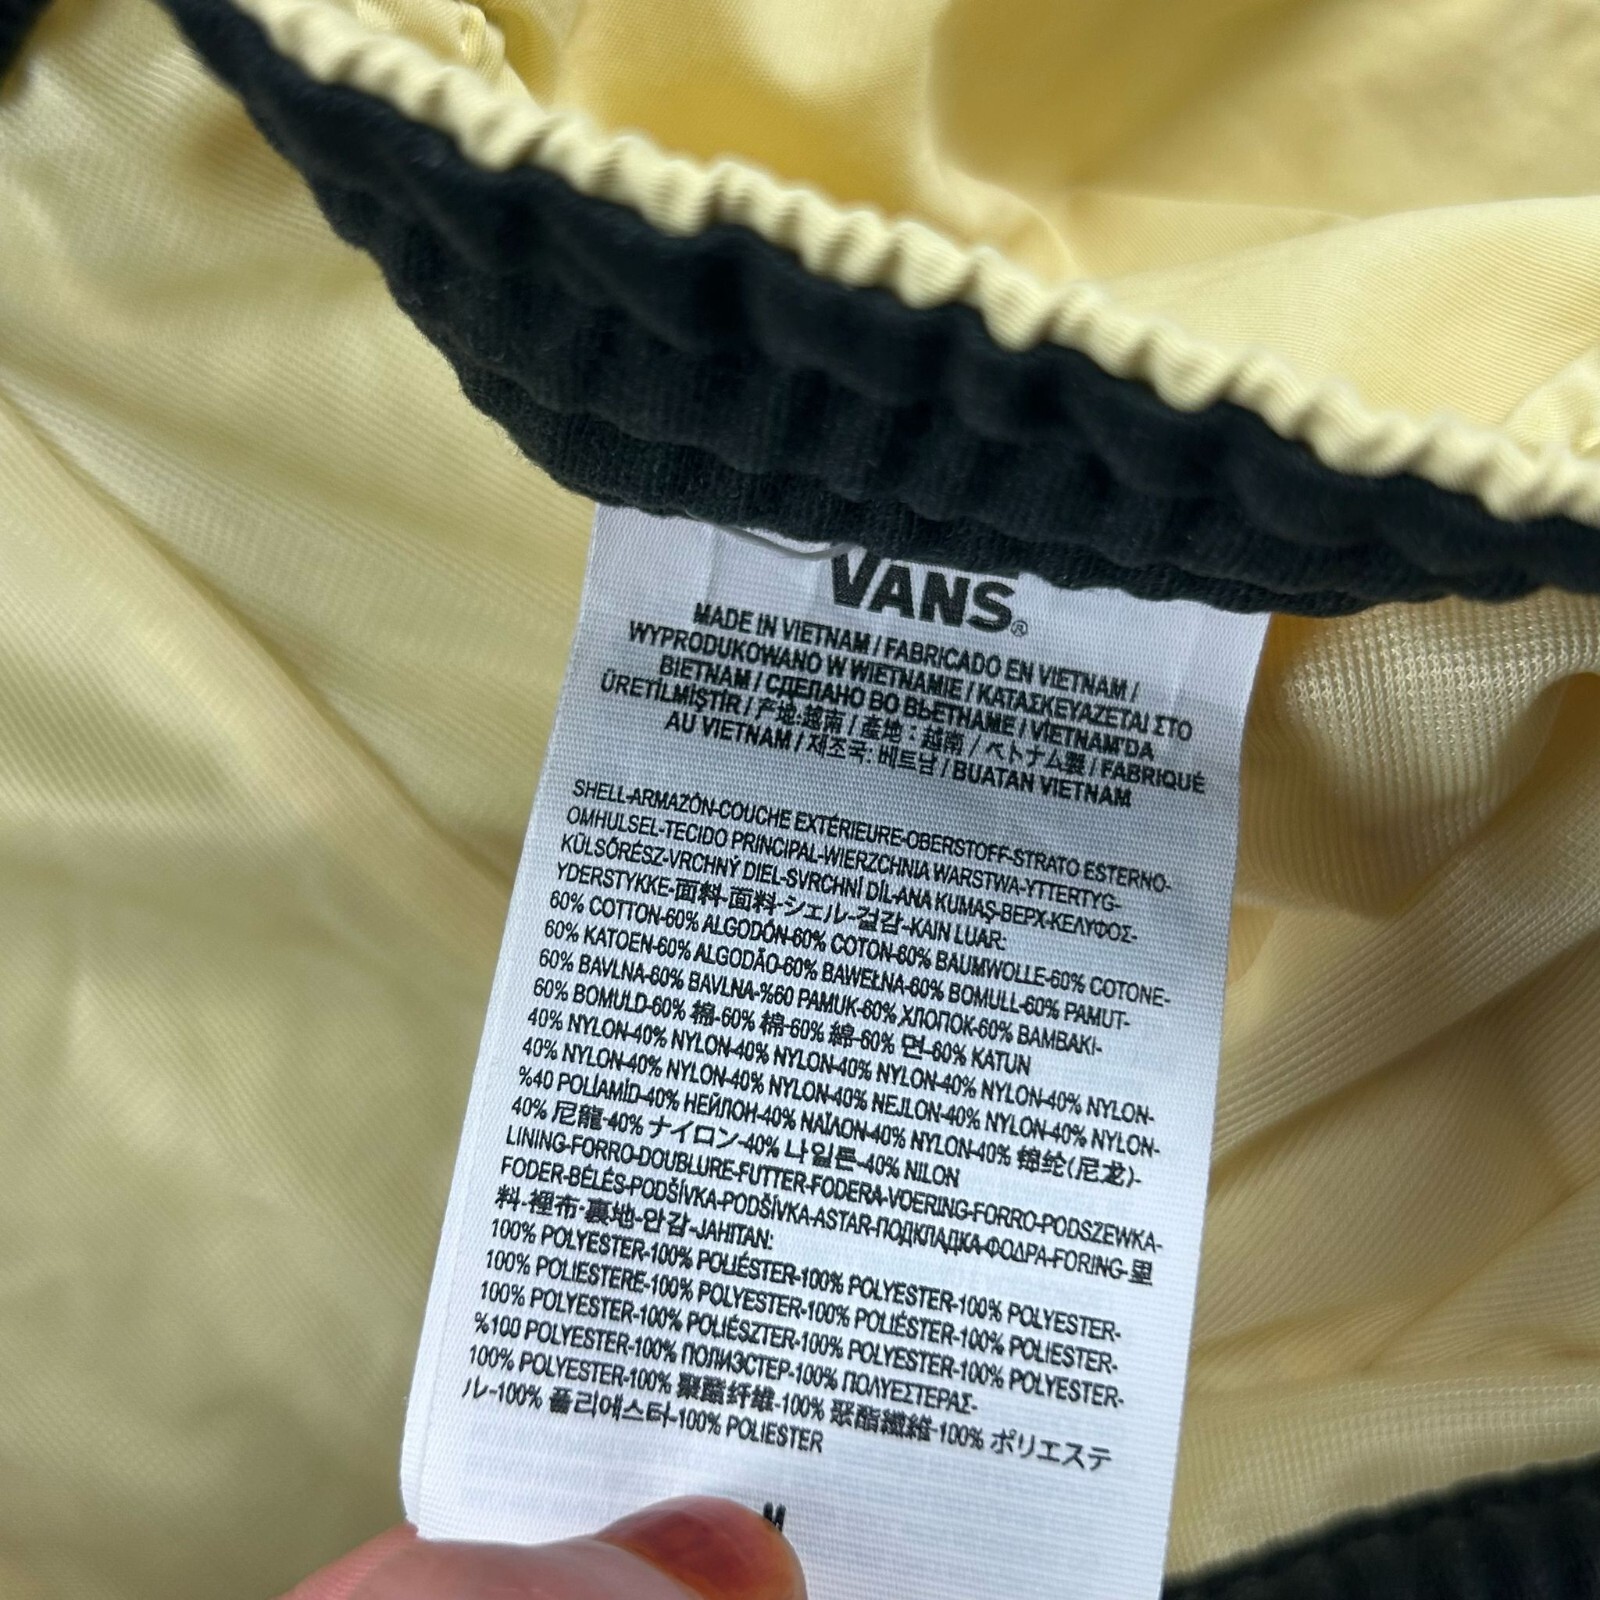 VANS®
MADE IN VIETNAM / FABRICADO EN VIETNAM /
WYPRODUKOWANO W WIETNAMIE / ΚΑΤΑΣΚΕΥΑΖΕΤΑΙ ΣΤΟ
ΒΙΕΤΝΑΜ / СДЕЛАНО ВО ВЬЕТНАМЕ / VIETNAM'DA
ÜRETİLMİŞTİR / 产地:越南 / 產地：越南 / ベトナム製 / FABRIQUÉ
AU VIETNAM / 제조국: 베트남 / BUATAN VIETNAM
SHELL-ARMAZÓN-COUCHE EXTÉRIEURE-OBERSTOFF-STRATO ESTERNO-
OMHULSEL-TECIDO PRINCIPAL-WIERZCHNIA WARSTWA-YTTERTYG-
KÜLSŐRÉSZ-VRCHNÝ DIEL-SVRCHNÍ DÍL-ANA KUMAŞ-ВЕРХ-ΚΕΛΥΦΟΣ-
YDERSTYKKE-面料-面料-シェル-겉감-KAIN LUAR:
60% COTTON-60% ALGODÓN-60% COTON-60% BAUMWOLLE-60% COTONE-
60% KATOEN-60% ALGODÃO-60% BAWEŁNA-60% BOMULL-60% PAMUT-
60% BAVLNA-60% BAVLNA-%60 PAMUK-60% ХЛОПОК-60% ΒΑΜΒΑΚΙ-
60% BOMULD-60% 棉-60% 棉-60% 綿-60% 면-60% KATUN
40% NYLON-40% NYLON-40% NYLON-40% NYLON-40% NYLON-40% NYLON-
40% NYLON-40% NYLON-40% NYLON-40% NEJLON-40% NYLON-40% NYLON-
%40 POLİAMİD-40% НЕЙЛОН-40% ΝΑΪΛΟΝ-40% NYLON-40% 锦纶(尼龙)-
40% 尼龍-40% ナイロン-40% 나일론-40% NILON
LINING-FORRO-DOUBLURE-FUTTER-FODERA-VOERING-FORRO-PODSZEWKA-
FODER-BÉLÉS-PODŠÍVKA-PODŠÍVKA-ASTAR-ПОДКЛАДКА-ΦΟΔΡΑ-FORING-里
料-裡布-裏地-안감-JAHITAN:
100% POLYESTER-100% POLIÉSTER-100% POLYESTER-100% POLYESTER-
100% POLIESTERE-100% POLYESTER-100% POLIÉSTER-100% POLIESTER-
100% POLYESTER-100% POLIÉSZTER-100% POLYESTER-100% POLYESTER-
%100 POLYESTER-100% ПОЛИЭСТЕР-100% ΠΟΛΥΕΣΤΕΡΑΣ-
100% POLYESTER-100% 聚酯纤维-100% 聚酯纖維-100% ポリエステ
ル-100% 폴리에스터-100% POLIESTER
M